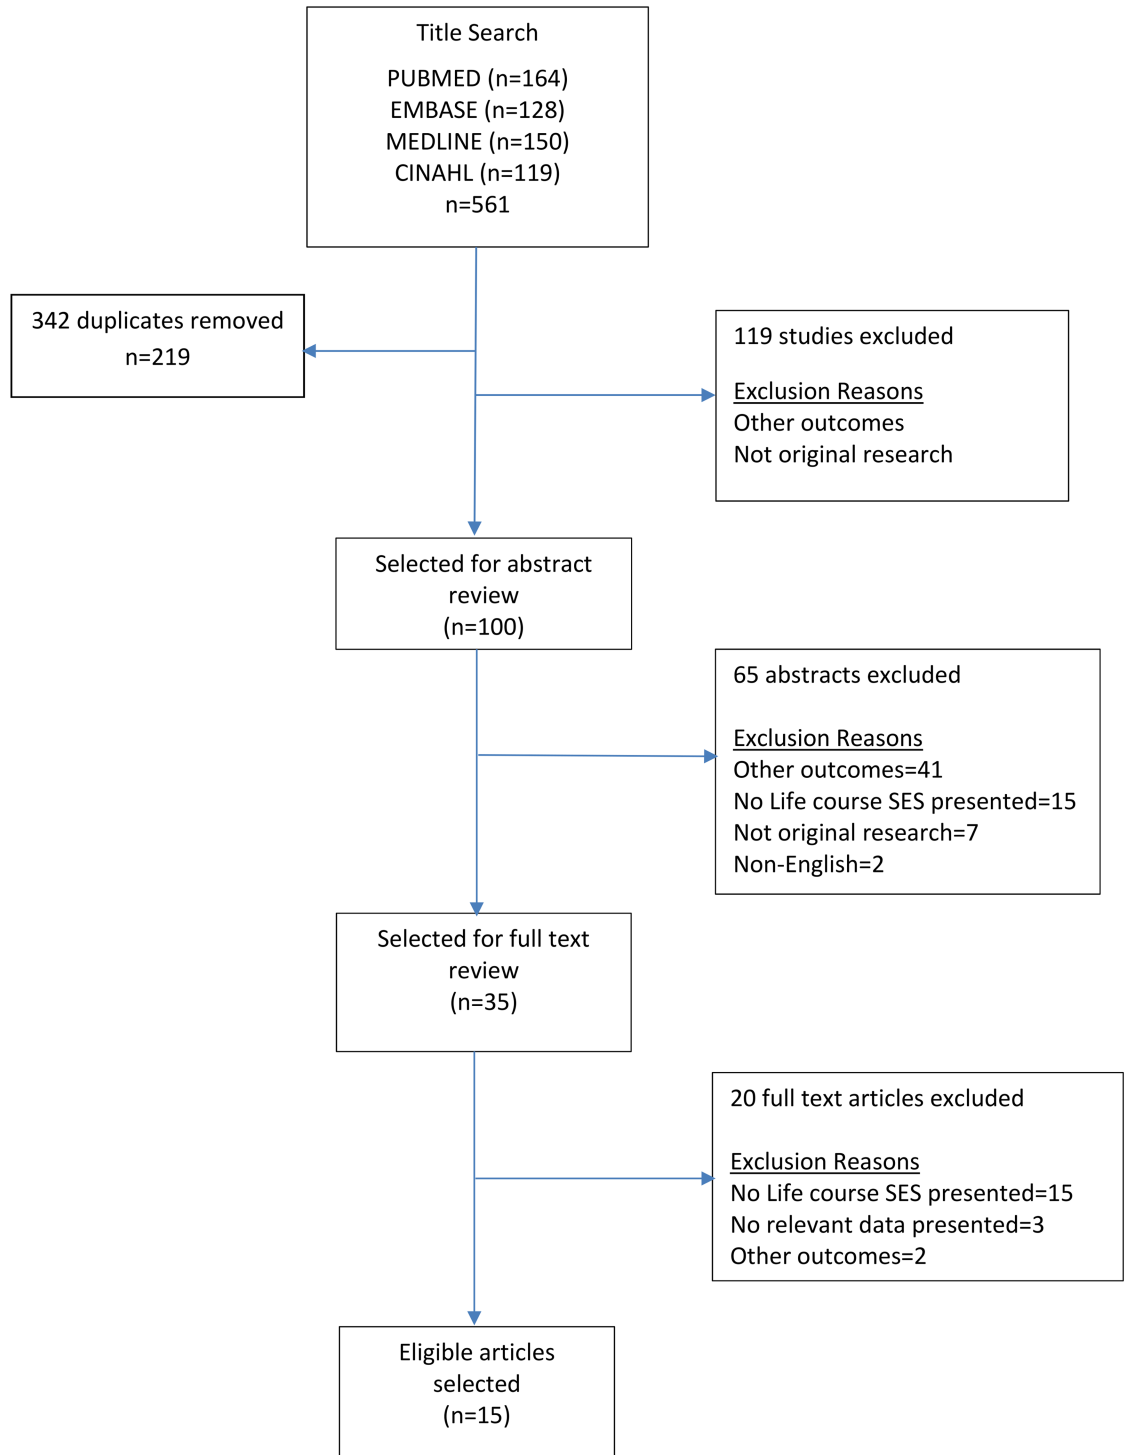 Title Search
PUBMED (n=164)
EMBASE (n=128)
MEDLINE (n=150)
CINAHL (n=119)
n=561
342 duplicates removed
n=219
119 studies excluded
Exclusion Reasons
Other outcomes
Not original research
Selected for abstract
review
(n=100)
65 abstracts excluded
Exclusion Reasons
Other outcomes=41
No Life course SES presented=15
Not original research=7
Non-English=2
Selected for full text
review
(n=35)
20 full text articles excluded
Exclusion Reasons
No Life course SES presented=15
No relevant data presented=3
Other outcomes=2
Eligible articles
selected
(n=15)